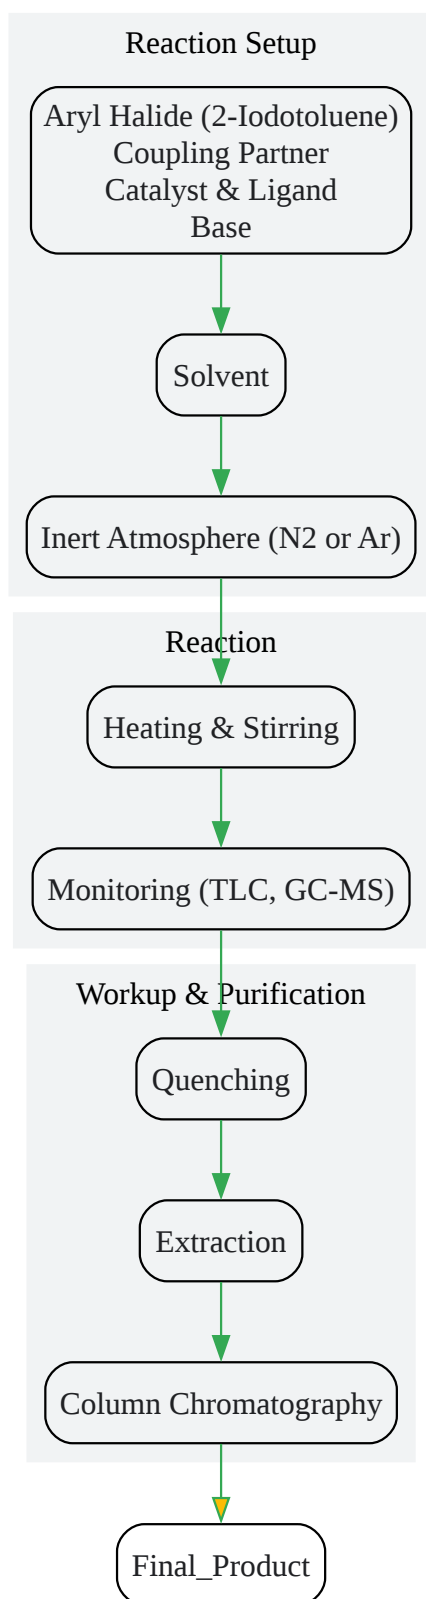 Reaction Setup
Aryl Halide (2-Iodotoluene)
Coupling Partner
Catalyst & Ligand
Base
Solvent
Inert Atmosphere (N2 or Ar)
Reaction
Heating & Stirring
Monitoring (TLC, GC-MS)
Workup & Purification
Quenching
Extraction
Column Chromatography
Final_Product